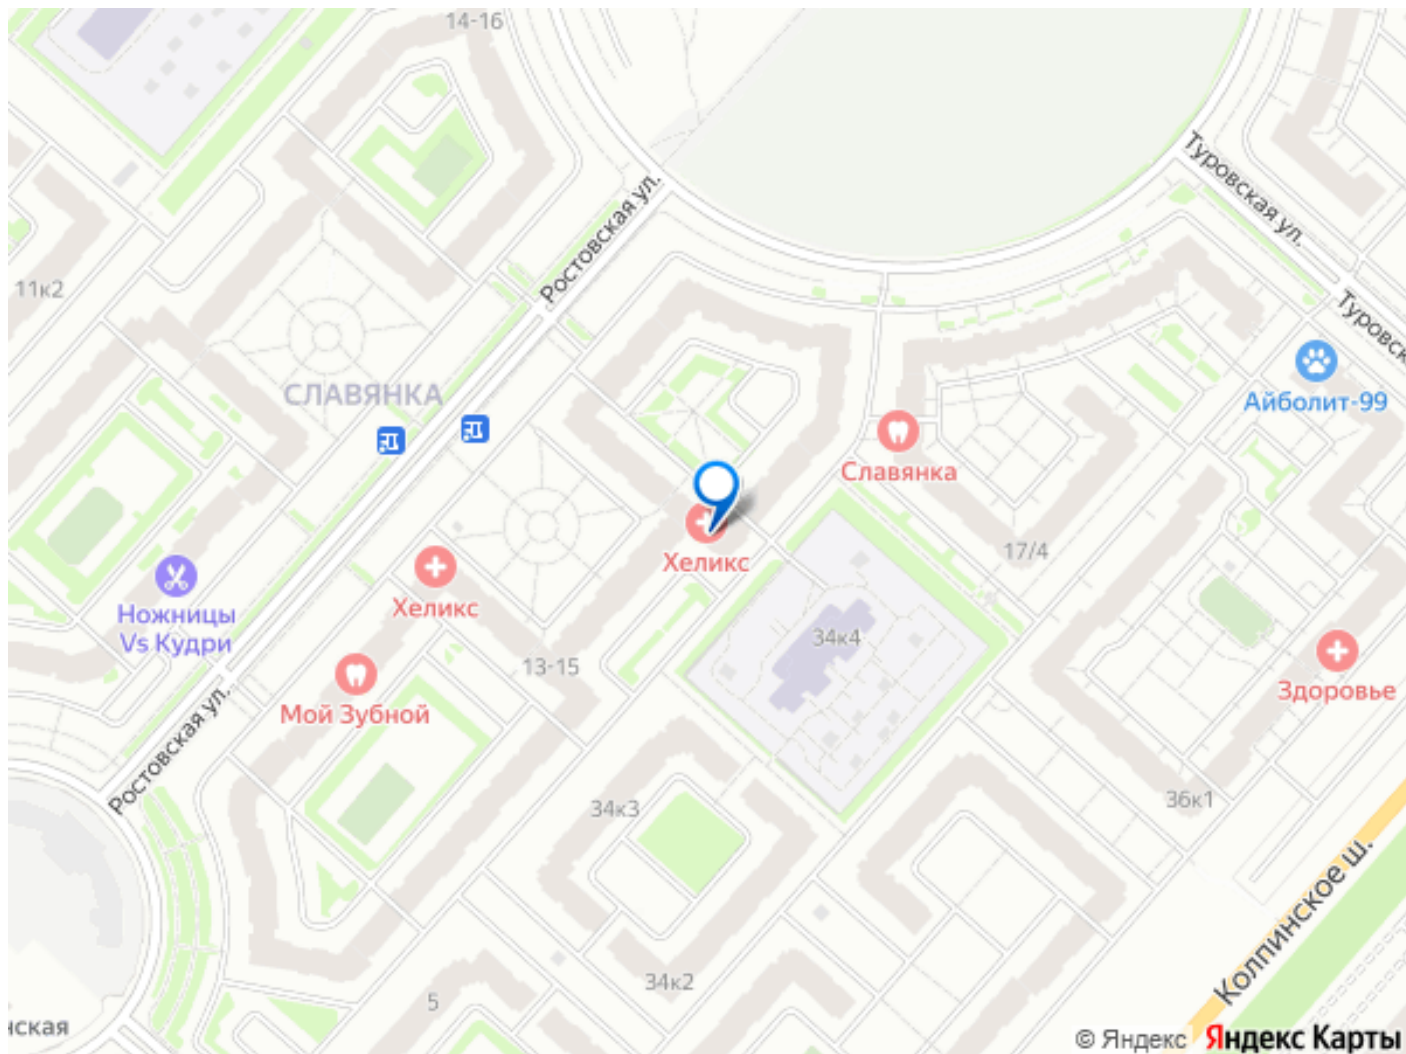 14-16
Ростовская ул.
Туровская ул.
11к2
Туровск
СЛАВЯНКА
Айболит-99
Славянка
17/4
Хеликс
Хеликс
Ножницы
Vs Кудри
34к4
13-15
Здоровье
Мой Зубной
Ростовская ул.
34к3
36к1
Колпинское ш.
34к2
5
нская
© Яндекс Яндекс Карты